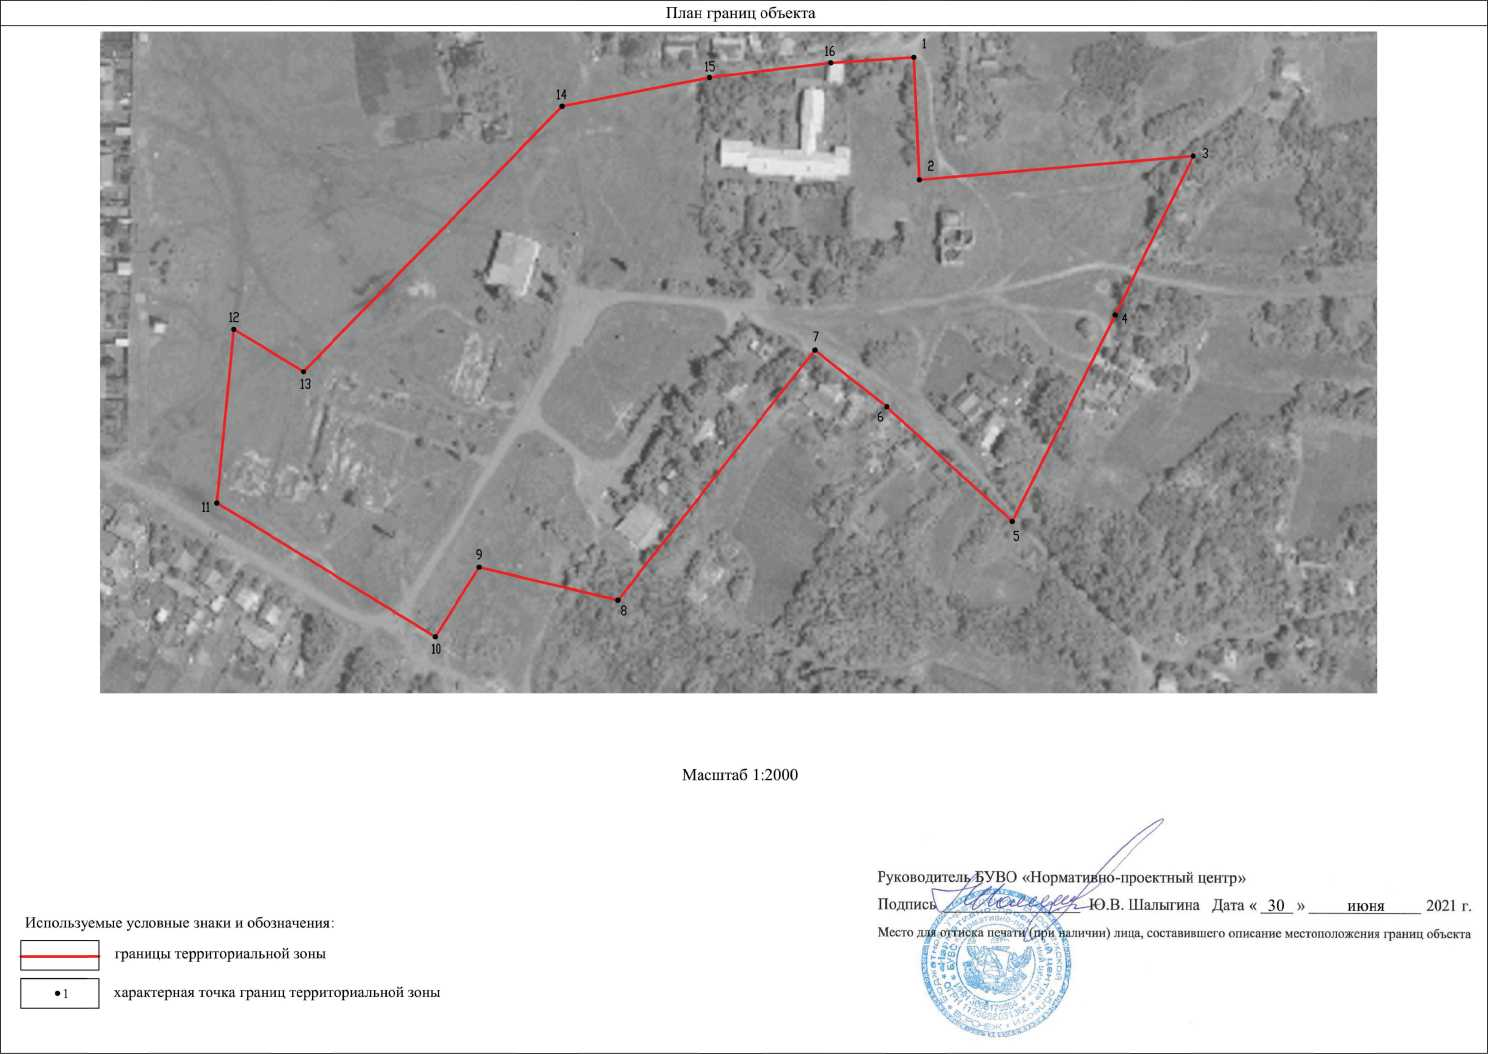 План границ объекта
1
16
15
14
3
2
12
4
7
13
6
11
5
9
8
10
Масштаб 1:2000
Руководитель БУВО «Нормативно-проектный центр»
Подпись Ю.В. Шалыгина Дата « 30 » июня 2021 г.
Место для оттиска печати (при наличии) лица, составившего описание местоположения границ объекта
Используемые условные знаки и обозначения:
границы территориальной зоны
1 характерная точка границ территориальной зоны